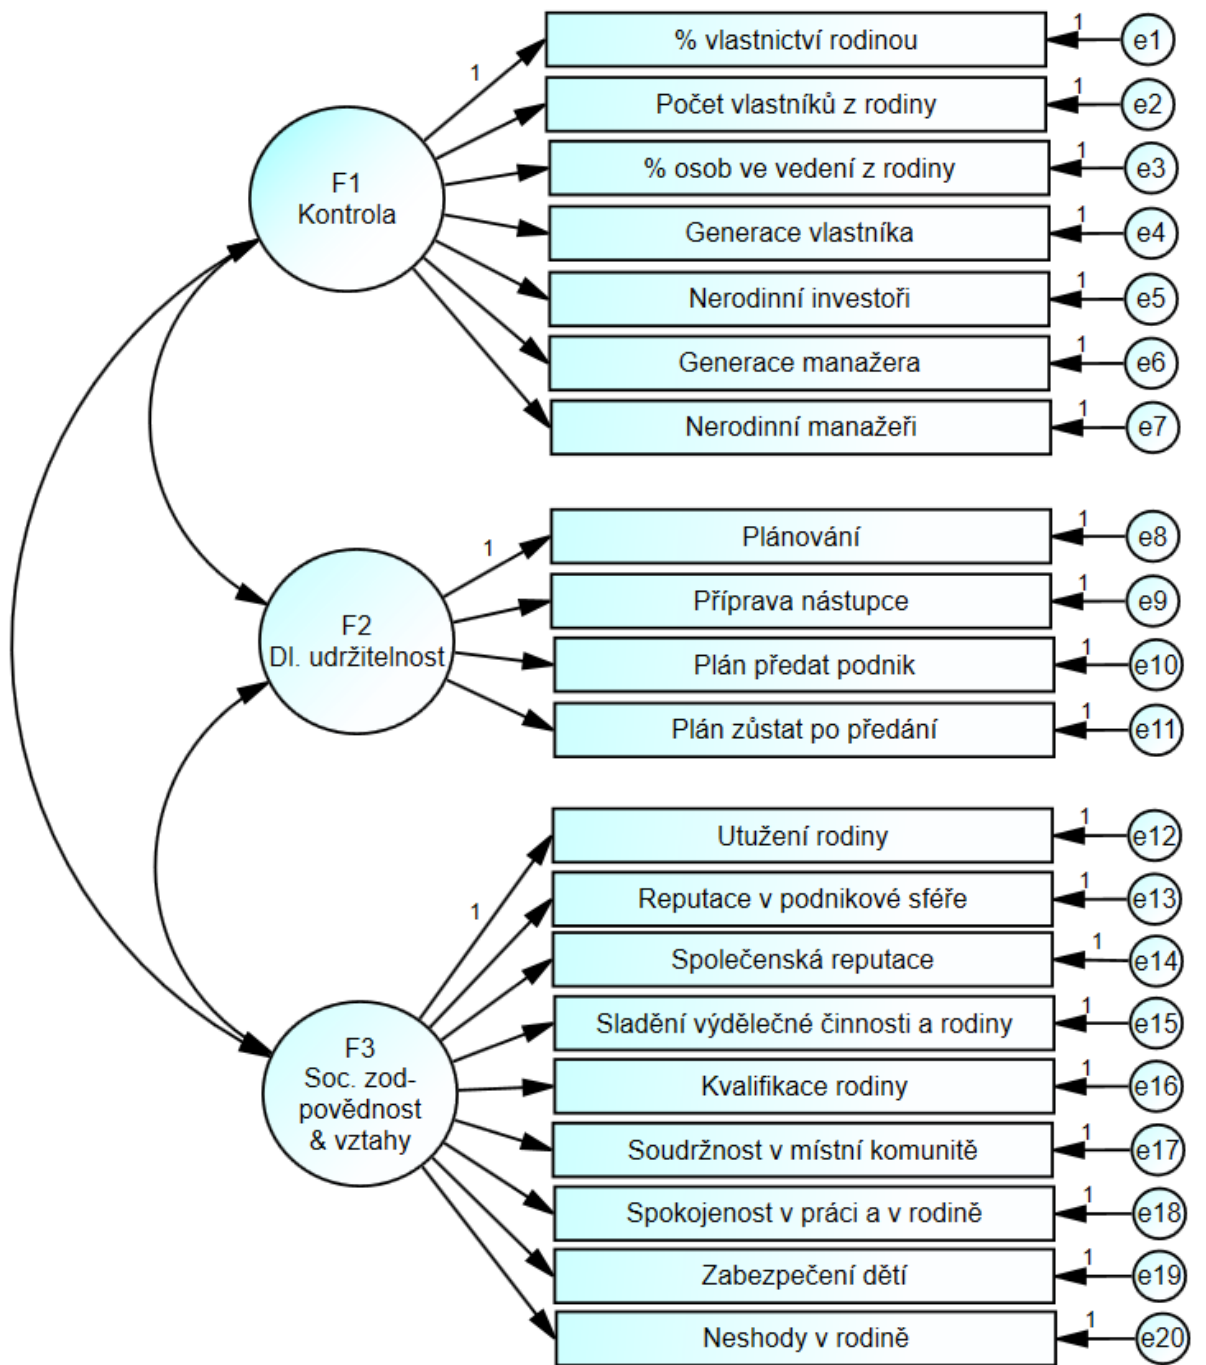 % vlastnictví rodinou
1
e1
1
Počet vlastníků z rodiny
1
e2
F1
Kontrola
% osob ve vedení z rodiny
1
e3
Generace vlastníka
1
e4
Nerodinní investoři
1
e5
Generace manažera
1
e6
Nerodinní manažeři
1
e7
F2
Dl. udržitelnost
1
Plánování
1
e8
Příprava nástupce
1
e9
Plán předat podnik
1
e10
Plán zůstat po předání
1
e11
F3
Soc. zod-
povědnost
& vztahy
1
Utužení rodiny
1
e12
Reputace v podnikové sféře
1
e13
Společenská reputace
1
e14
Sladění výdělečné činnosti a rodiny
1
e15
Kvalifikace rodiny
1
e16
Soudržnost v místní komunitě
1
e17
Spokojenost v práci a v rodině
1
e18
Zabezpečení dětí
1
e19
Neshody v rodině
1
e20